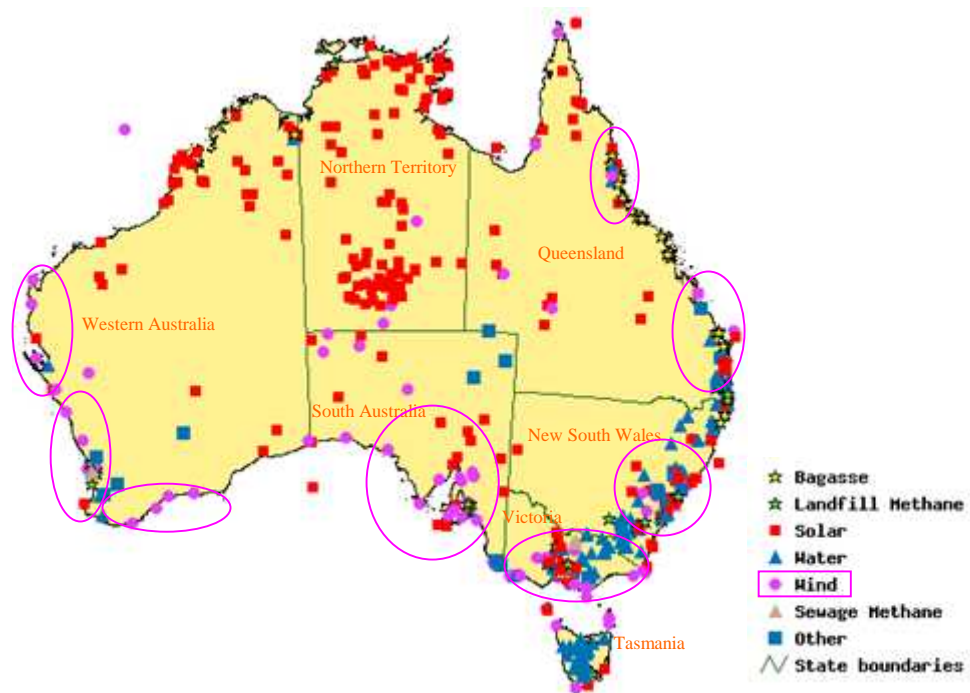 Northern Territory
Queensland
Western Australia
South Australia
New South Wales
Victoria
Tasmania
Bagasse
Landfill Methane
Solar
Water
Wind
Sewage Methane
Other
State boundaries